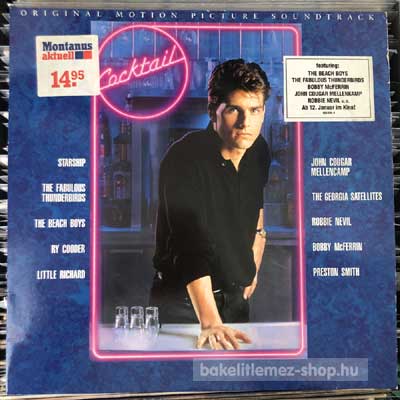 ORIGINAL MOTION PICTURE SOUNDTRACK
Montanus
aktuell
14.95
Cocktail
featuring:
THE BEACH BOYS
THE FABULOUS THUNDERBIRDS
BOBBY McFERRIN
JOHN COUGAR MELLENKAMP
ROBBIE NEVIL u.a.
Ab 12. Januar im Kino!
STARSHIP
THE FABULOUS
THUNDERBIRDS
THE BEACH BOYS
RY COODER
LITTLE RICHARD
JOHN COUGAR
MELLENCAMP
THE GEORGIA SATELLITES
ROBBIE NEVIL
BOBBY McFERRIN
PRESTON SMITH
bakelitlemez-shop.hu